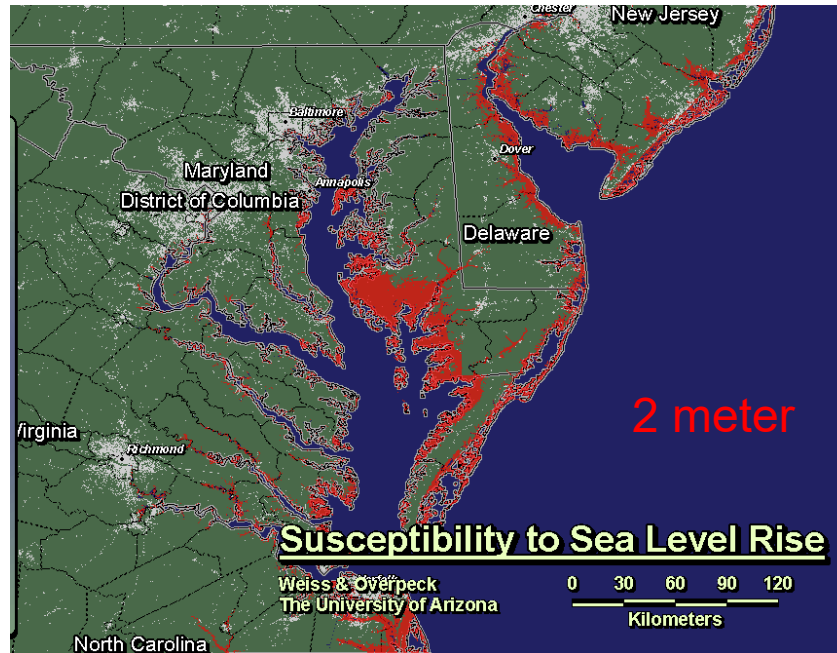 Chester
New Jersey
Baltimore
Maryland
Annapolis
Dover
District of Columbia
Delaware
2 meter
Virginia
Richmond
Susceptibility to Sea Level Rise
Weiss & Overpeck
The University of Arizona
0 30 60 90 120
Kilometers
North Carolina